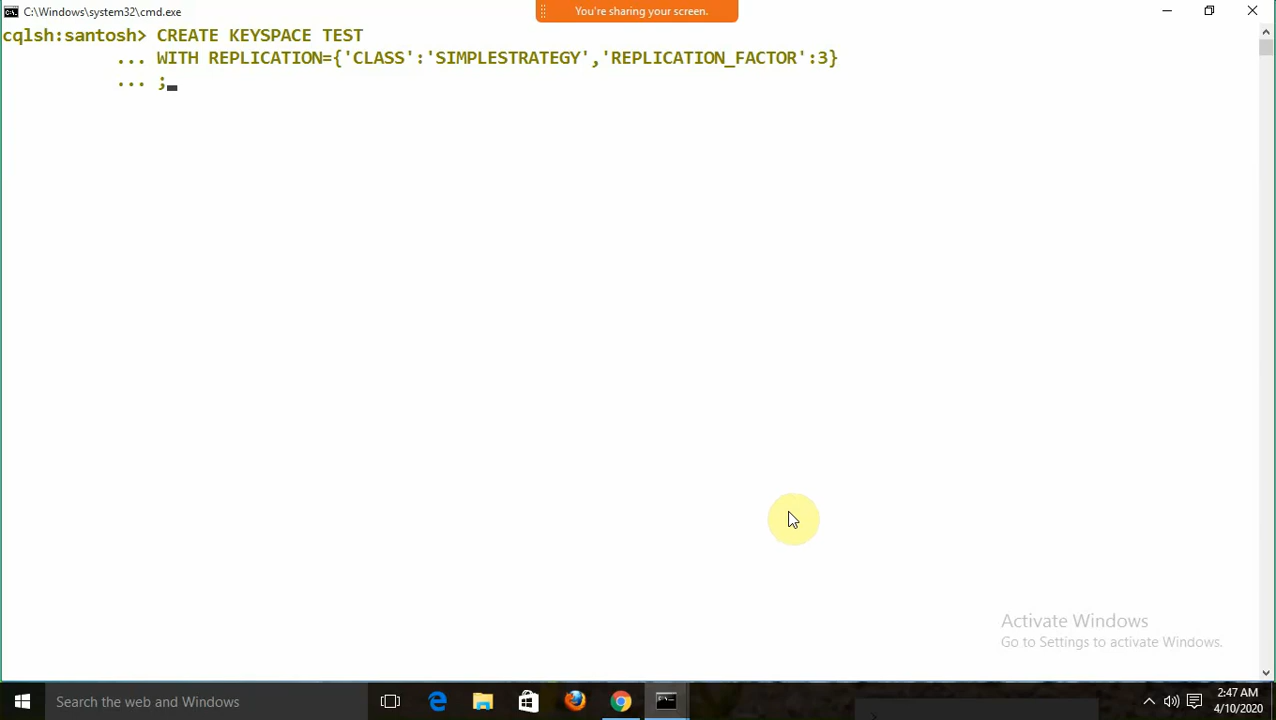 C:\Windows\system32\cmd.exe
You're sharing your screen.
cqlsh:santosh> CREATE KEYSPACE TEST
... WITH REPLICATION={'CLASS':'SIMPLESTRATEGY','REPLICATION_FACTOR':3}
... ;
Activate Windows
Go to Settings to activate Windows.
Search the web and Windows
2:47 AM
4/10/2020